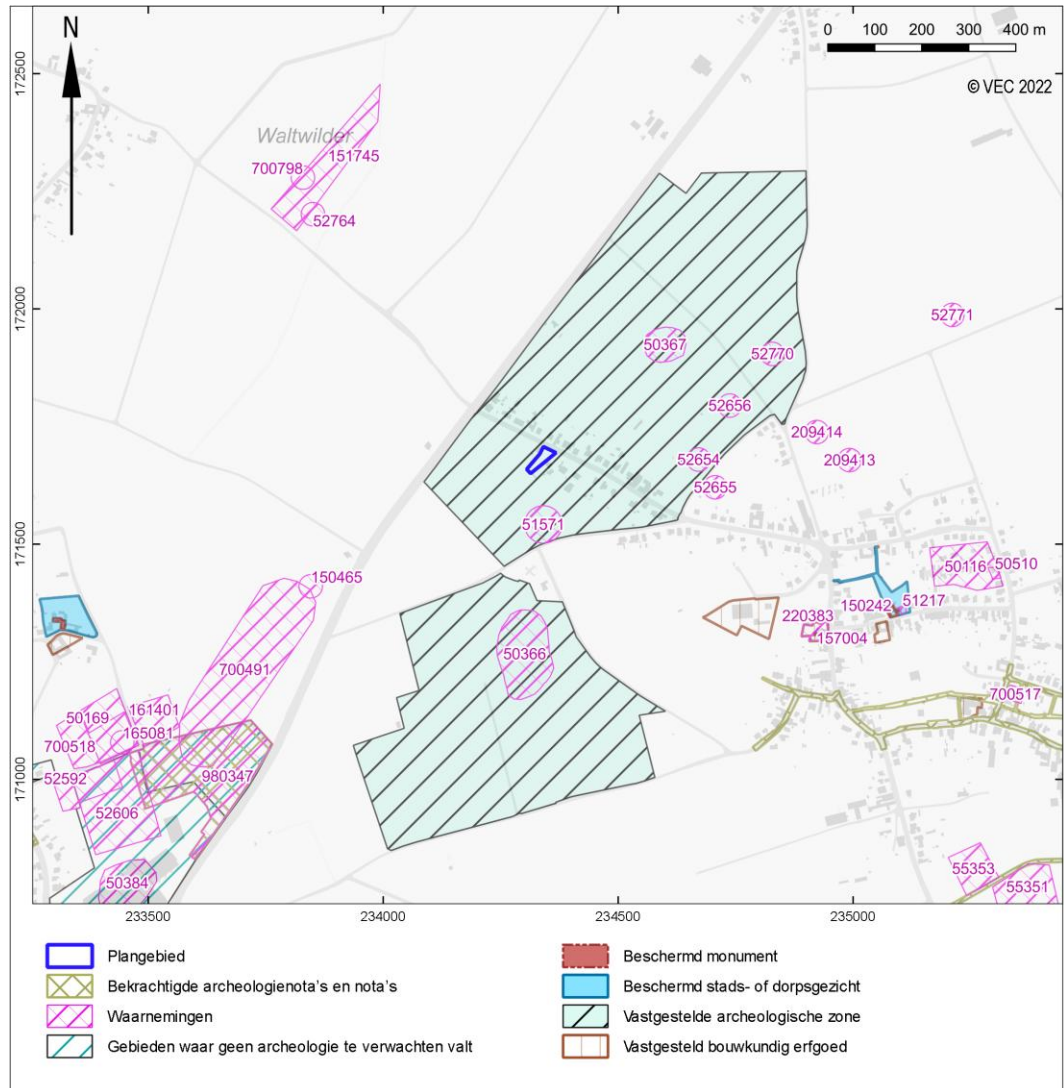 N
0 100 200 300 400 m
© VEC 2022
172500
172000
171500
171000
Waltwilder
151745
700798
52764
52771
50367
52770
52656
209414
52654
209413
52655
51571
50116
50510
150465
51217
150242
220383
157004
50366
700491
700517
50169
161401
165081
700518
52592
980347
52606
50384
55353
55351
233500 234000 234500 235000
Plangebied
Bekrachtigde archeologienota's en nota's
Waarnemingen
Gebieden waar geen archeologie te verwachten valt
Beschermd monument
Beschermd stads- of dorpsgezicht
Vastgestelde archeologische zone
Vastgesteld bouwkundig erfgoed